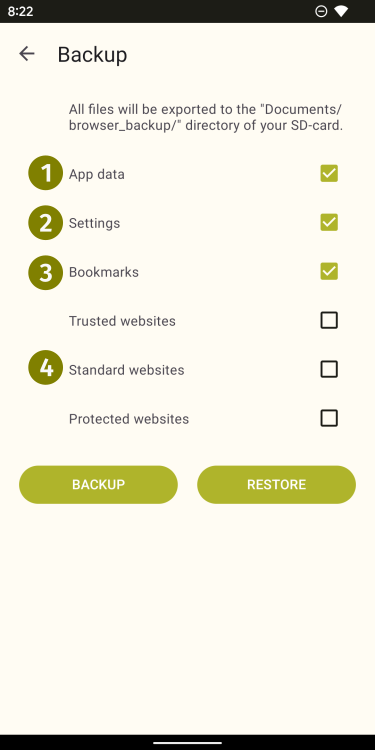 8:22
Backup
All files will be exported to the "Documents/
browser_backup/" directory of your SD-card.
1 App data
2 Settings
3 Bookmarks
Trusted websites
4 Standard websites
Protected websites
BACKUP RESTORE